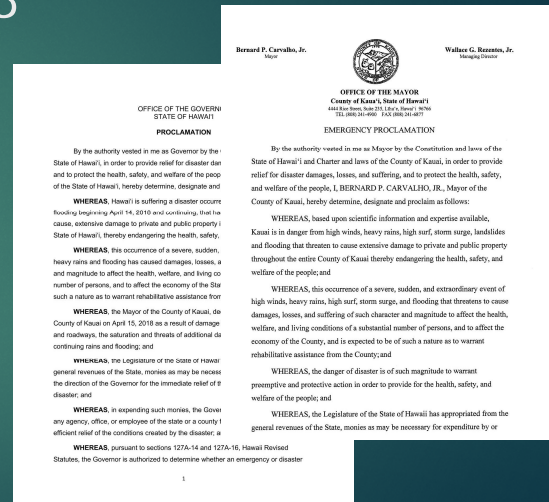 Bernard P. Carvalho, Jr.
Mayor
Wallace G. Rezentes, Jr.
Managing Director
OFFICE OF THE MAYOR
County of Kaua'i, State of Hawai'i
4444 Rice Street, Suite 235, Līhu'e, Hawai'i 96766
TEL (808) 241-4900 FAX (808) 241-6877
EMERGENCY PROCLAMATION
By the authority vested in me as Mayor by the Constitution and laws of the
State of Hawai'i and Charter and laws of the County of Kauai, in order to provide
relief for disaster damages, losses, and suffering, and to protect the health, safety,
and welfare of the people, I, BERNARD P. CARVALHO, JR., Mayor of the
County of Kauai, hereby determine, designate and proclaim as follows:
WHEREAS, based upon scientific information and expertise available,
Kauai is in danger from high winds, heavy rains, high surf, storm surge, landslides
and flooding that threaten to cause extensive damage to private and public property
throughout the entire County of Kauai thereby endangering the health, safety, and
welfare of the people; and
WHEREAS, this occurrence of a severe, sudden, and extraordinary event of
high winds, heavy rains, high surf, storm surge, and flooding that threatens to cause
damages, losses, and suffering of such character and magnitude to affect the health,
welfare, and living conditions of a substantial number of persons, and to affect the
economy of the County, and is expected to be of such a nature as to warrant
rehabilitative assistance from the County; and
WHEREAS, the danger of disaster is of such magnitude to warrant
preemptive and protective action in order to provide for the health, safety, and
welfare of the people; and
WHEREAS, the Legislature of the State of Hawaii has appropriated from the
general revenues of the State, monies as may be necessary for expenditure by or
OFFICE OF THE GOVERN
STATE OF HAWAI'I
PROCLAMATION
By the authority vested in me as Governor by the
State of Hawai'i, in order to provide relief for disaster dam
and to protect the health, safety, and welfare of the peop
of the State of Hawai'i, hereby determine, designate and
WHEREAS, Hawai'i is suffering a disaster occurre
flooding beginning April 14, 2018 and continuing, that ha
cause, extensive damage to private and public property i
State of Hawai'i, thereby endangering the health, safety,
WHEREAS, this occurrence of a severe, sudden,
heavy rains and flooding has caused damages, losses, a
and magnitude to affect the health, welfare, and living co
number of persons, and to affect the economy of the Sta
such a nature as to warrant rehabilitative assistance from
WHEREAS, the Mayor of the County of Kauai, de
County of Kauai on April 15, 2018 as a result of damage
and roadways, the saturation and threats of additional da
continuing rains and flooding; and
WHEREAS, the Legislature of the State of Hawai
general revenues of the State, monies as may be necess
the direction of the Governor for the immediate relief of th
disaster; and
WHEREAS, in expending such monies, the Gover
any agency, office, or employee of the state or a county f
efficient relief of the conditions created by the disaster; a
WHEREAS, pursuant to sections 127A-14 and 127A-16, Hawaii Revised
Statutes, the Governor is authorized to determine whether an emergency or disaster
1